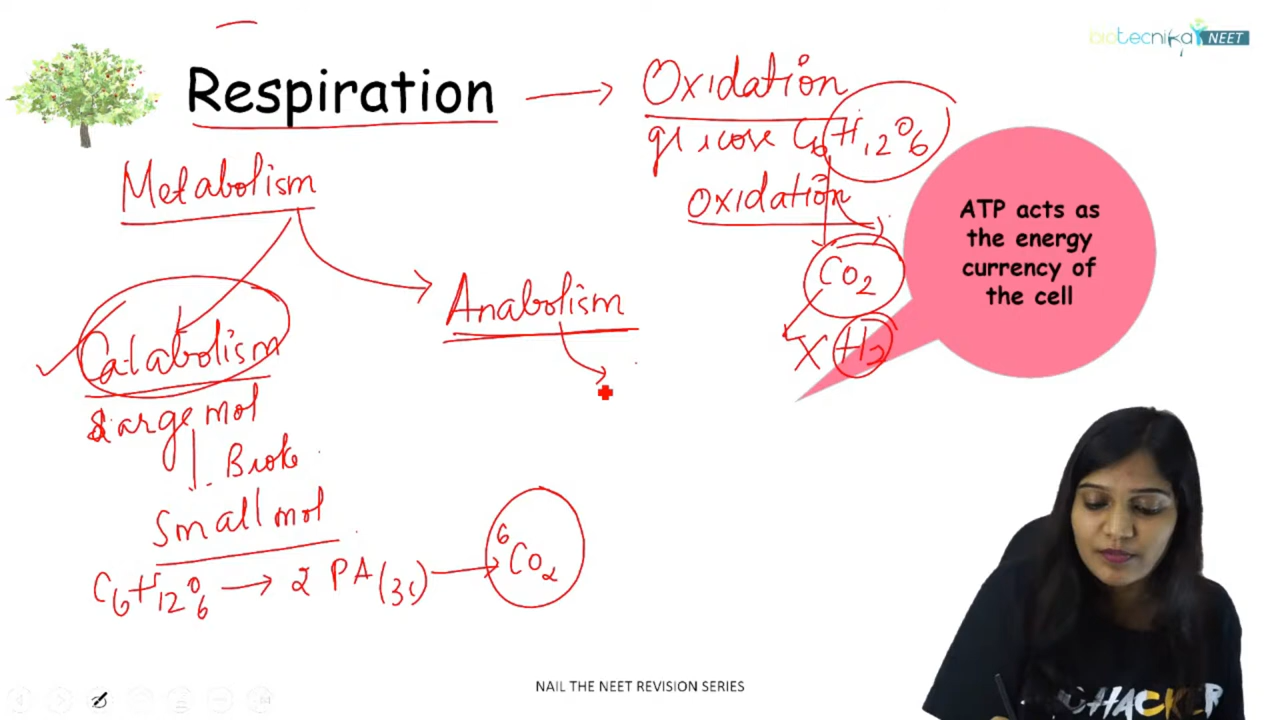 biotecnika NEET
Respiration → Oxidation
glucose C6H12O6
Metabolism
oxidation
ATP acts as
the energy
currency of
the cell
CO2
X H2
Catabolism
Anabolism
Large mol
Broke
Small mol
C6H12O6 → 2 PA (3C) → 6CO2
NAIL THE NEET REVISION SERIES
HACKER